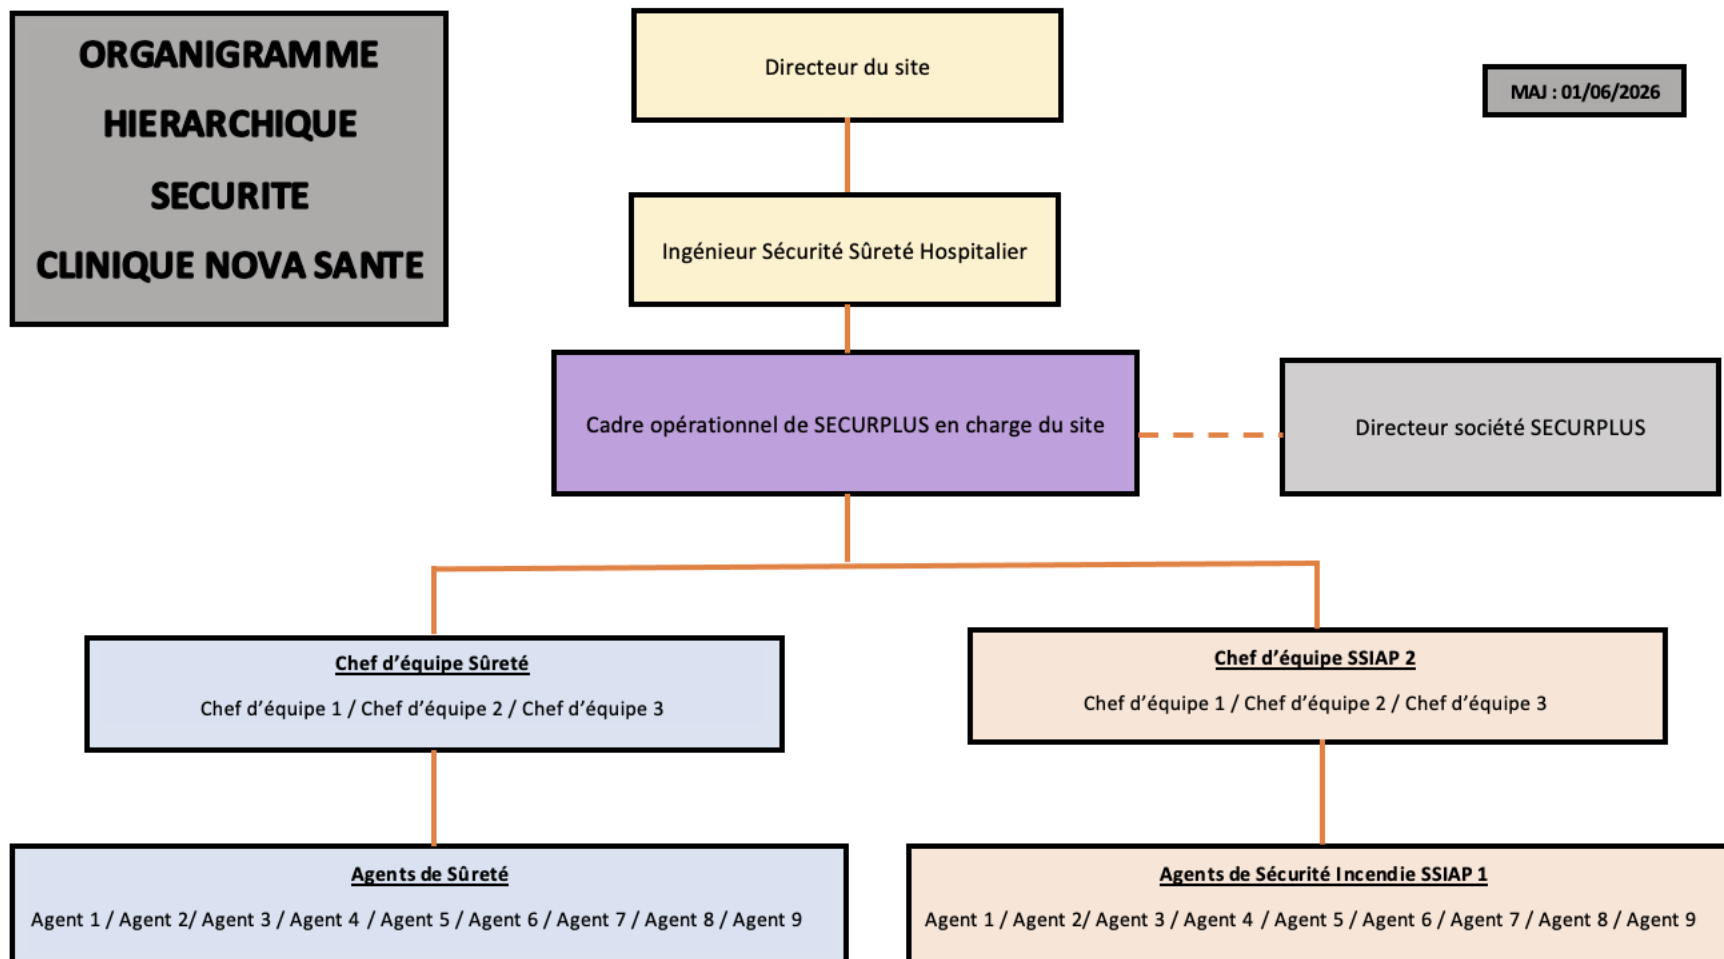 ORGANIGRAMME
HIERARCHIQUE
SECURITE
CLINIQUE NOVA SANTE
Directeur du site
MAJ : 01/06/2026
Ingénieur Sécurité Sûreté Hospitalier
Cadre opérationnel de SECURPLUS en charge du site
Directeur société SECURPLUS
Chef d'équipe Sûreté
Chef d'équipe 1 / Chef d'équipe 2 / Chef d'équipe 3
Chef d'équipe SSIAP 2
Chef d'équipe 1 / Chef d'équipe 2 / Chef d'équipe 3
Agents de Sûreté
Agent 1 / Agent 2/ Agent 3 / Agent 4 / Agent 5 / Agent 6 / Agent 7 / Agent 8 / Agent 9
Agents de Sécurité Incendie SSIAP 1
Agent 1 / Agent 2/ Agent 3 / Agent 4 / Agent 5 / Agent 6 / Agent 7 / Agent 8 / Agent 9